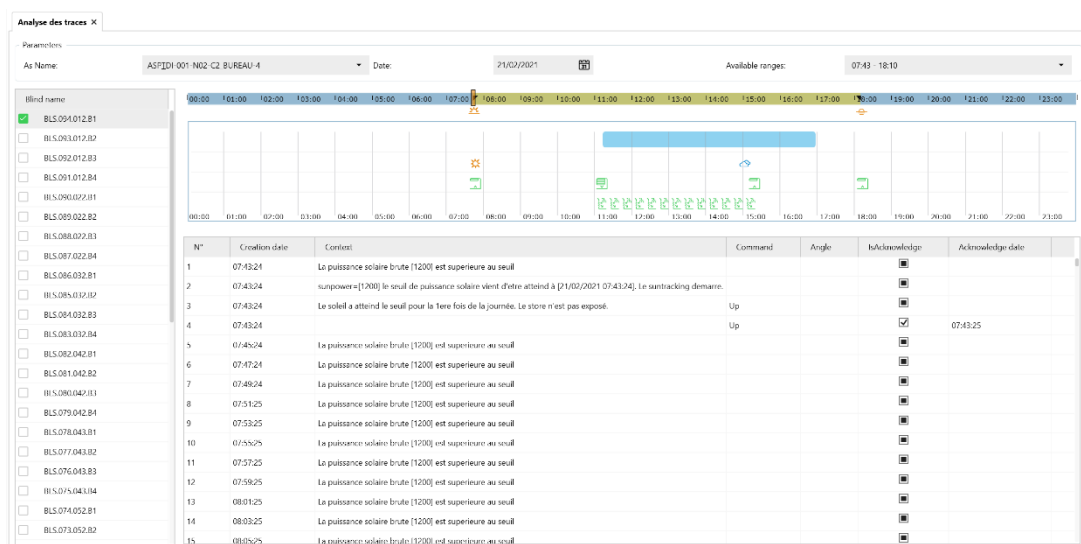 Analyse des traces ×
Parameters
As Name: ASPIDI-001-N02-C2_BUREAU-4 Date: 21/02/2021 Available ranges: 07:43 - 18:10
Blind name
BLS.094.012.B1
BLS.093.012.B2
BLS.092.012.B3
BLS.091.012.B4
BLS.090.022.B1
BLS.089.022.B2
BLS.088.022.B3
BLS.087.022.B4
BLS.086.032.B1
BLS.085.032.B2
BLS.084.032.B3
BLS.083.032.B4
BLS.082.042.B1
BLS.081.042.B2
BLS.080.042.B3
BLS.079.042.B4
BLS.078.043.B1
BLS.077.043.B2
BLS.076.043.B3
BLS.075.043.B4
BLS.074.052.B1
BLS.073.052.B2
00:00 01:00 02:00 03:00 04:00 05:00 06:00 07:00 08:00 09:00 10:00 11:00 12:00 13:00 14:00 15:00 16:00 17:00 18:00 19:00 20:00 21:00 22:00 23:00
00:00 01:00 02:00 03:00 04:00 05:00 06:00 07:00 08:00 09:00 10:00 11:00 12:00 13:00 14:00 15:00 16:00 17:00 18:00 19:00 20:00 21:00 22:00 23:00
N° Creation date Context Command Angle IsAcknowledge Acknowledge date
1 07:43:24 La puissance solaire brute [1200] est superieure au seuil
2 07:43:24 sunpower=[1200] le seuil de puissance solaire vient d'etre atteind à [21/02/2021 07:43:24]. Le suntracking demarre.
3 07:43:24 Le soleil a atteind le seuil pour la 1ere fois de la journée. Le store n'est pas exposé. Up
4 07:43:24 Up 07:43:25
5 07:45:24 La puissance solaire brute [1200] est superieure au seuil
6 07:47:24 La puissance solaire brute [1200] est superieure au seuil
7 07:49:24 La puissance solaire brute [1200] est superieure au seuil
8 07:51:25 La puissance solaire brute [1200] est superieure au seuil
9 07:53:25 La puissance solaire brute [1200] est superieure au seuil
10 07:55:25 La puissance solaire brute [1200] est superieure au seuil
11 07:57:25 La puissance solaire brute [1200] est superieure au seuil
12 07:59:25 La puissance solaire brute [1200] est superieure au seuil
13 08:01:25 La puissance solaire brute [1200] est superieure au seuil
14 08:03:25 La puissance solaire brute [1200] est superieure au seuil
15 08:05:25 La puissance solaire brute [1200] est superieure au seuil